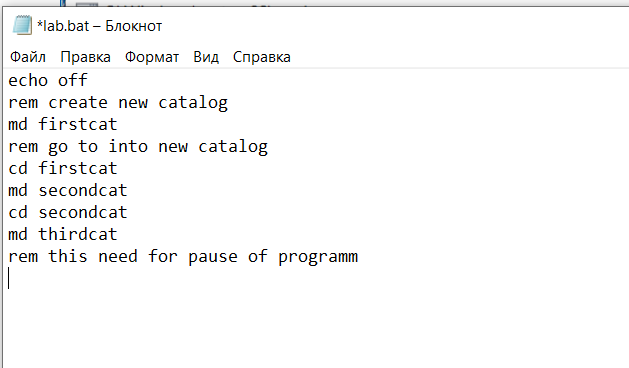 *lab.bat – Блокнот
Файл Правка Формат Вид Справка
echo off
rem create new catalog
md firstcat
rem go to into new catalog
cd firstcat
md secondcat
cd secondcat
md thirdcat
rem this need for pause of programm